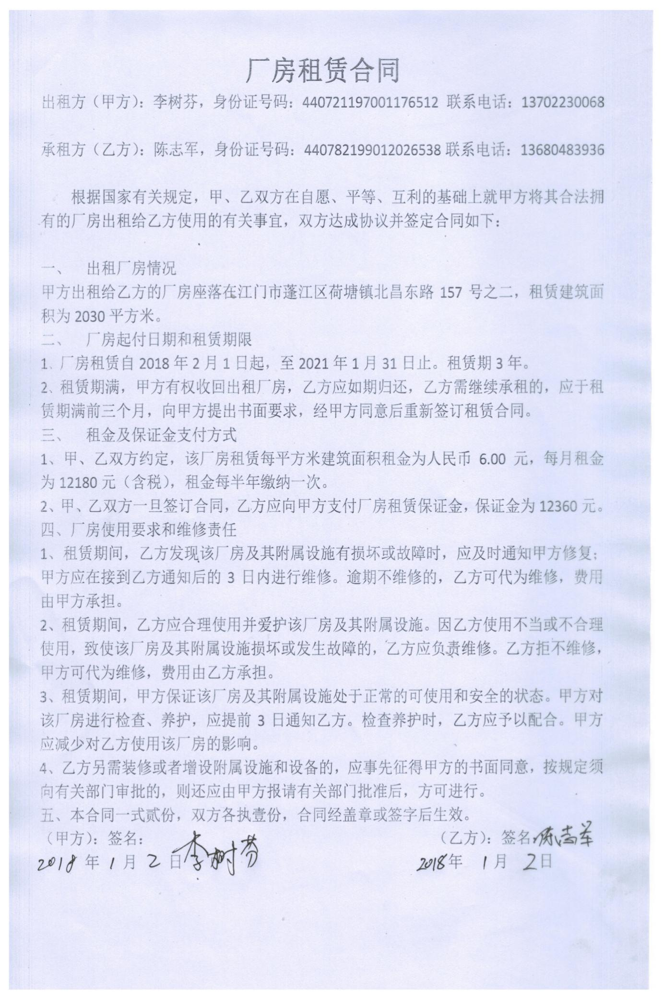 厂房租赁合同
出租方（甲方）：李树芬，身份证号码：440721197001176512 联系电话：13702230068
承租方（乙方）：陈志军，身份证号码：440782199012026538 联系电话：13680483936
根据国家有关规定，甲、乙双方在自愿、平等、互利的基础上就甲方将其合法拥
有的厂房出租给乙方使用的有关事宜，双方达成协议并签定合同如下：
一、 出租厂房情况
甲方出租给乙方的厂房座落在江门市蓬江区荷塘镇北昌东路 157 号之二，租赁建筑面
积为 2030 平方米。
二、 厂房起付日期和租赁期限
1、厂房租赁自 2018 年 2 月 1 日起，至 2021 年 1 月 31 日止。租赁期 3 年。
2、租赁期满，甲方有权收回出租厂房，乙方应如期归还，乙方需继续承租的，应于租
赁期满前三个月，向甲方提出书面要求，经甲方同意后重新签订租赁合同。
三、 租金及保证金支付方式
1、甲、乙双方约定，该厂房租赁每平方米建筑面积租金为人民币 6.00 元，每月租金
为 12180 元（含税），租金每半年缴纳一次。
2、甲、乙双方一旦签订合同，乙方应向甲方支付厂房租赁保证金，保证金为 12360 元。
四、厂房使用要求和维修责任
1、租赁期间，乙方发现该厂房及其附属设施有损坏或故障时，应及时通知甲方修复；
甲方应在接到乙方通知后的 3 日内进行维修。逾期不维修的，乙方可代为维修，费用
由甲方承担。
2、租赁期间，乙方应合理使用并爱护该厂房及其附属设施。因乙方使用不当或不合理
使用，致使该厂房及其附属设施损坏或发生故障的，乙方应负责维修。乙方拒不维修，
甲方可代为维修，费用由乙方承担。
3、租赁期间，甲方保证该厂房及其附属设施处于正常的可使用和安全的状态。甲方对
该厂房进行检查、养护，应提前 3 日通知乙方。检查养护时，乙方应予以配合。甲方
应减少对乙方使用该厂房的影响。
4、乙方另需装修或者增设附属设施和设备的，应事先征得甲方的书面同意，按规定须
向有关部门审批的，则还应由甲方报请有关部门批准后，方可进行。
五、本合同一式贰份，双方各执壹份，合同经盖章或签字后生效。
（甲方）：签名：李树芬 （乙方）：签名：陈志军
2018 年 1 月 2 日 2018年 1 月 2日